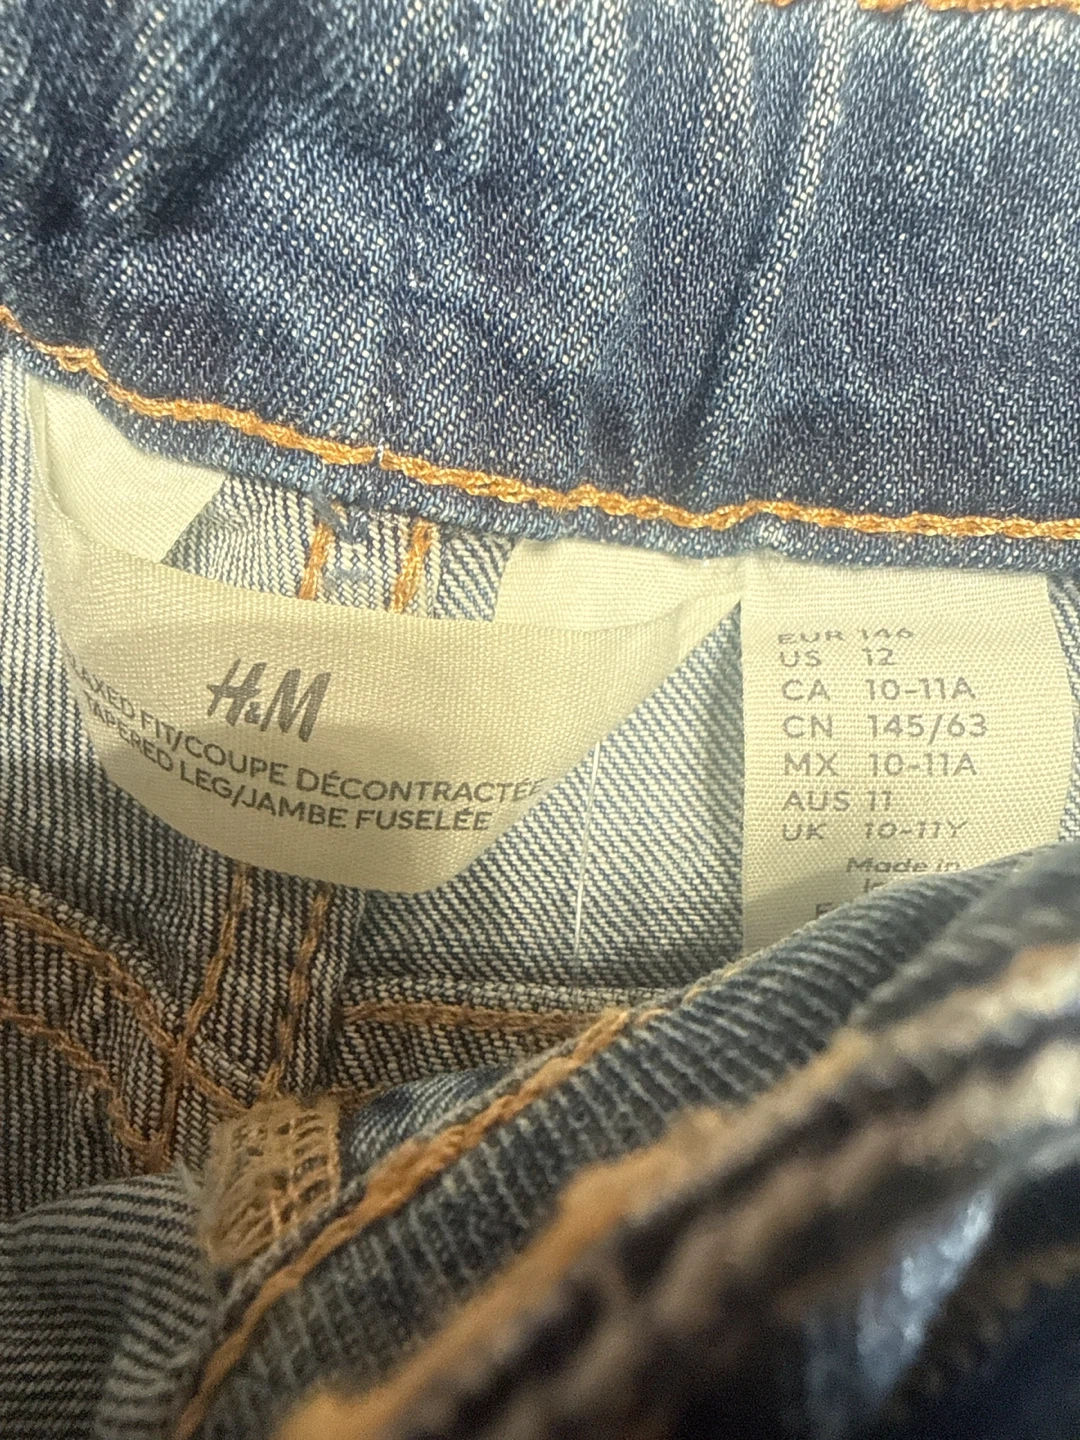 H&M
FIT/COUPE DÉCONTRACTÉE
TAPERED LEG/JAMBE FUSELÉE
EUR 146
US 12
CA 10-11A
CN 145/63
MX 10-11A
AUS 11
UK 10-11Y
Made in